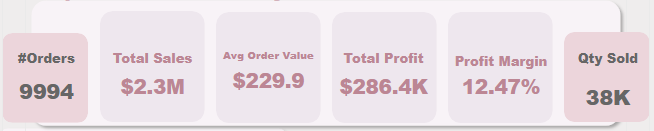 #Orders
9994
Total Sales
$2.3M
Avg Order Value
$229.9
Total Profit
$286.4K
Profit Margin
12.47%
Qty Sold
38K